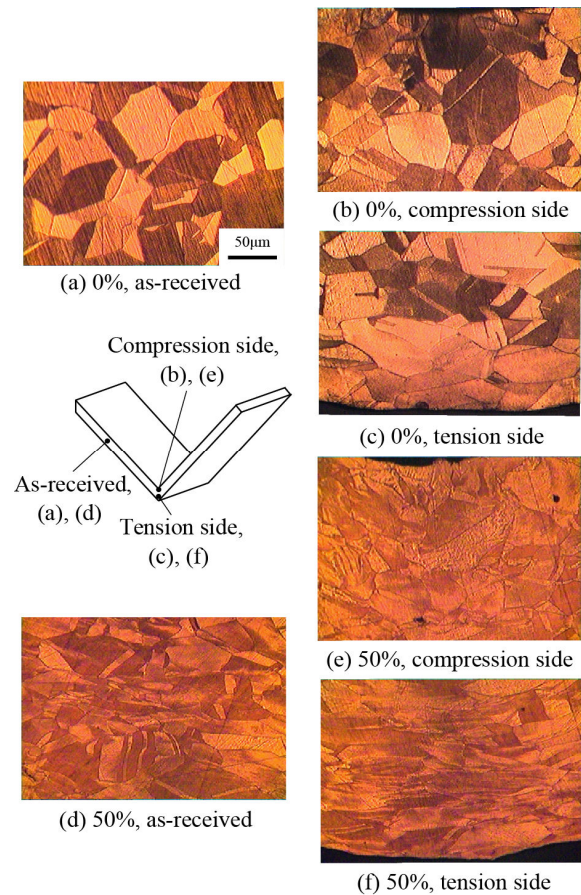 50μm
(a) 0%, as-received
(b) 0%, compression side
(c) 0%, tension side
Compression side,
(b), (e)
As-received,
(a), (d)
Tension side,
(c), (f)
(d) 50%, as-received
(e) 50%, compression side
(f) 50%, tension side